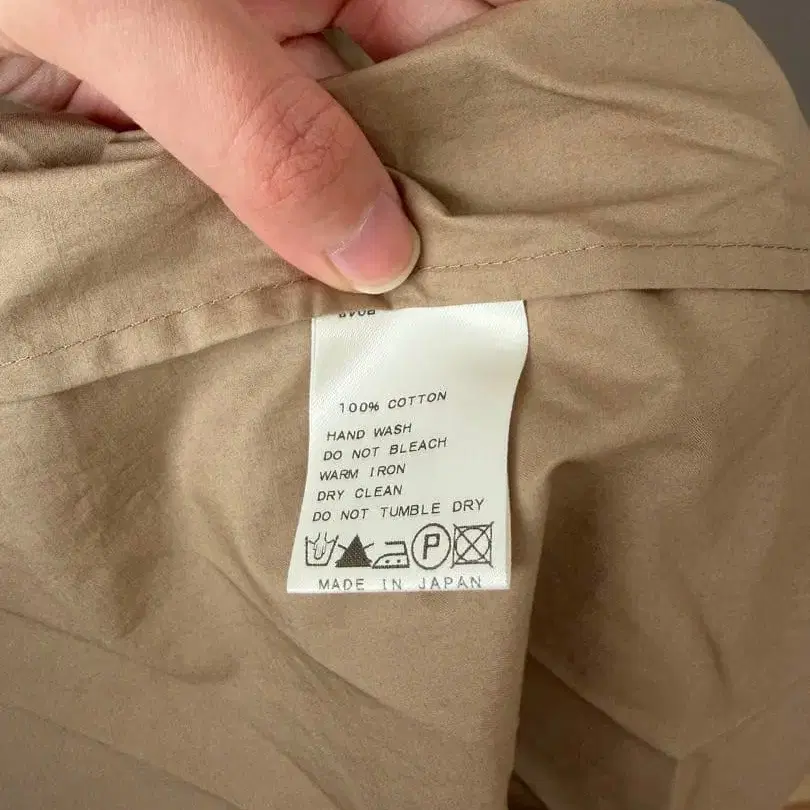 100% COTTON
HAND WASH
DO NOT BLEACH
WARM IRON
DRY CLEAN
DO NOT TUMBLE DRY
P
MADE IN JAPAN